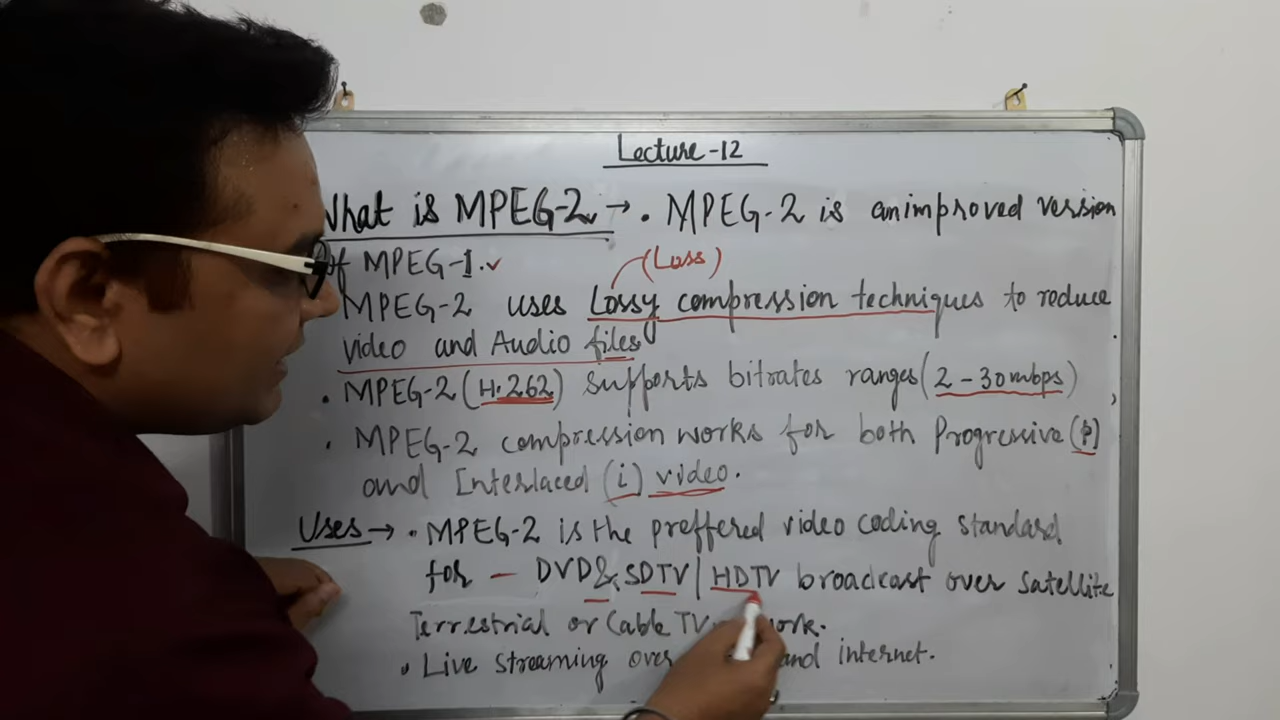 Lecture-12
What is MPEG-2 → . MPEG-2 is an improved version
of MPEG-1. ✓
(Loss)
MPEG-2 uses Lossy compression techniques to reduce
video and Audio files
. MPEG-2 (H.262) supports bitrates ranges (2-30mbps)
. MPEG-2 compression works for both Progressive (p)
and Interlaced (i) video.
Uses → . MPEG-2 is the preffered video coding standard
for - DVD & SDTV | HDTV broadcast over satellite
Terrestrial or Cable TV
. Live streaming over and internet.